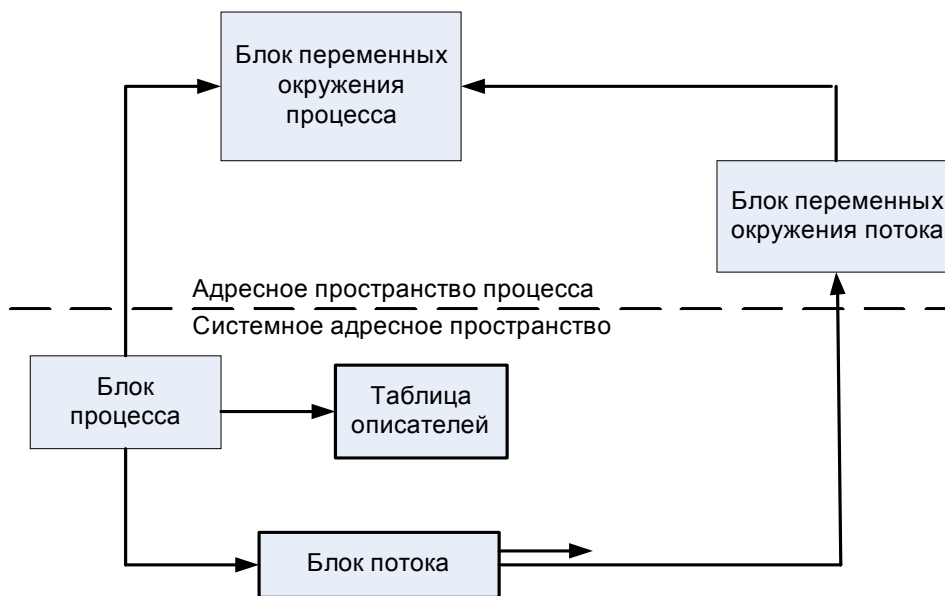 Блок переменных
окружения
процесса
Блок переменных
окружения потока
Адресное пространство процесса
Системное адресное пространство
Блок
процесса
Таблица
описателей
Блок потока